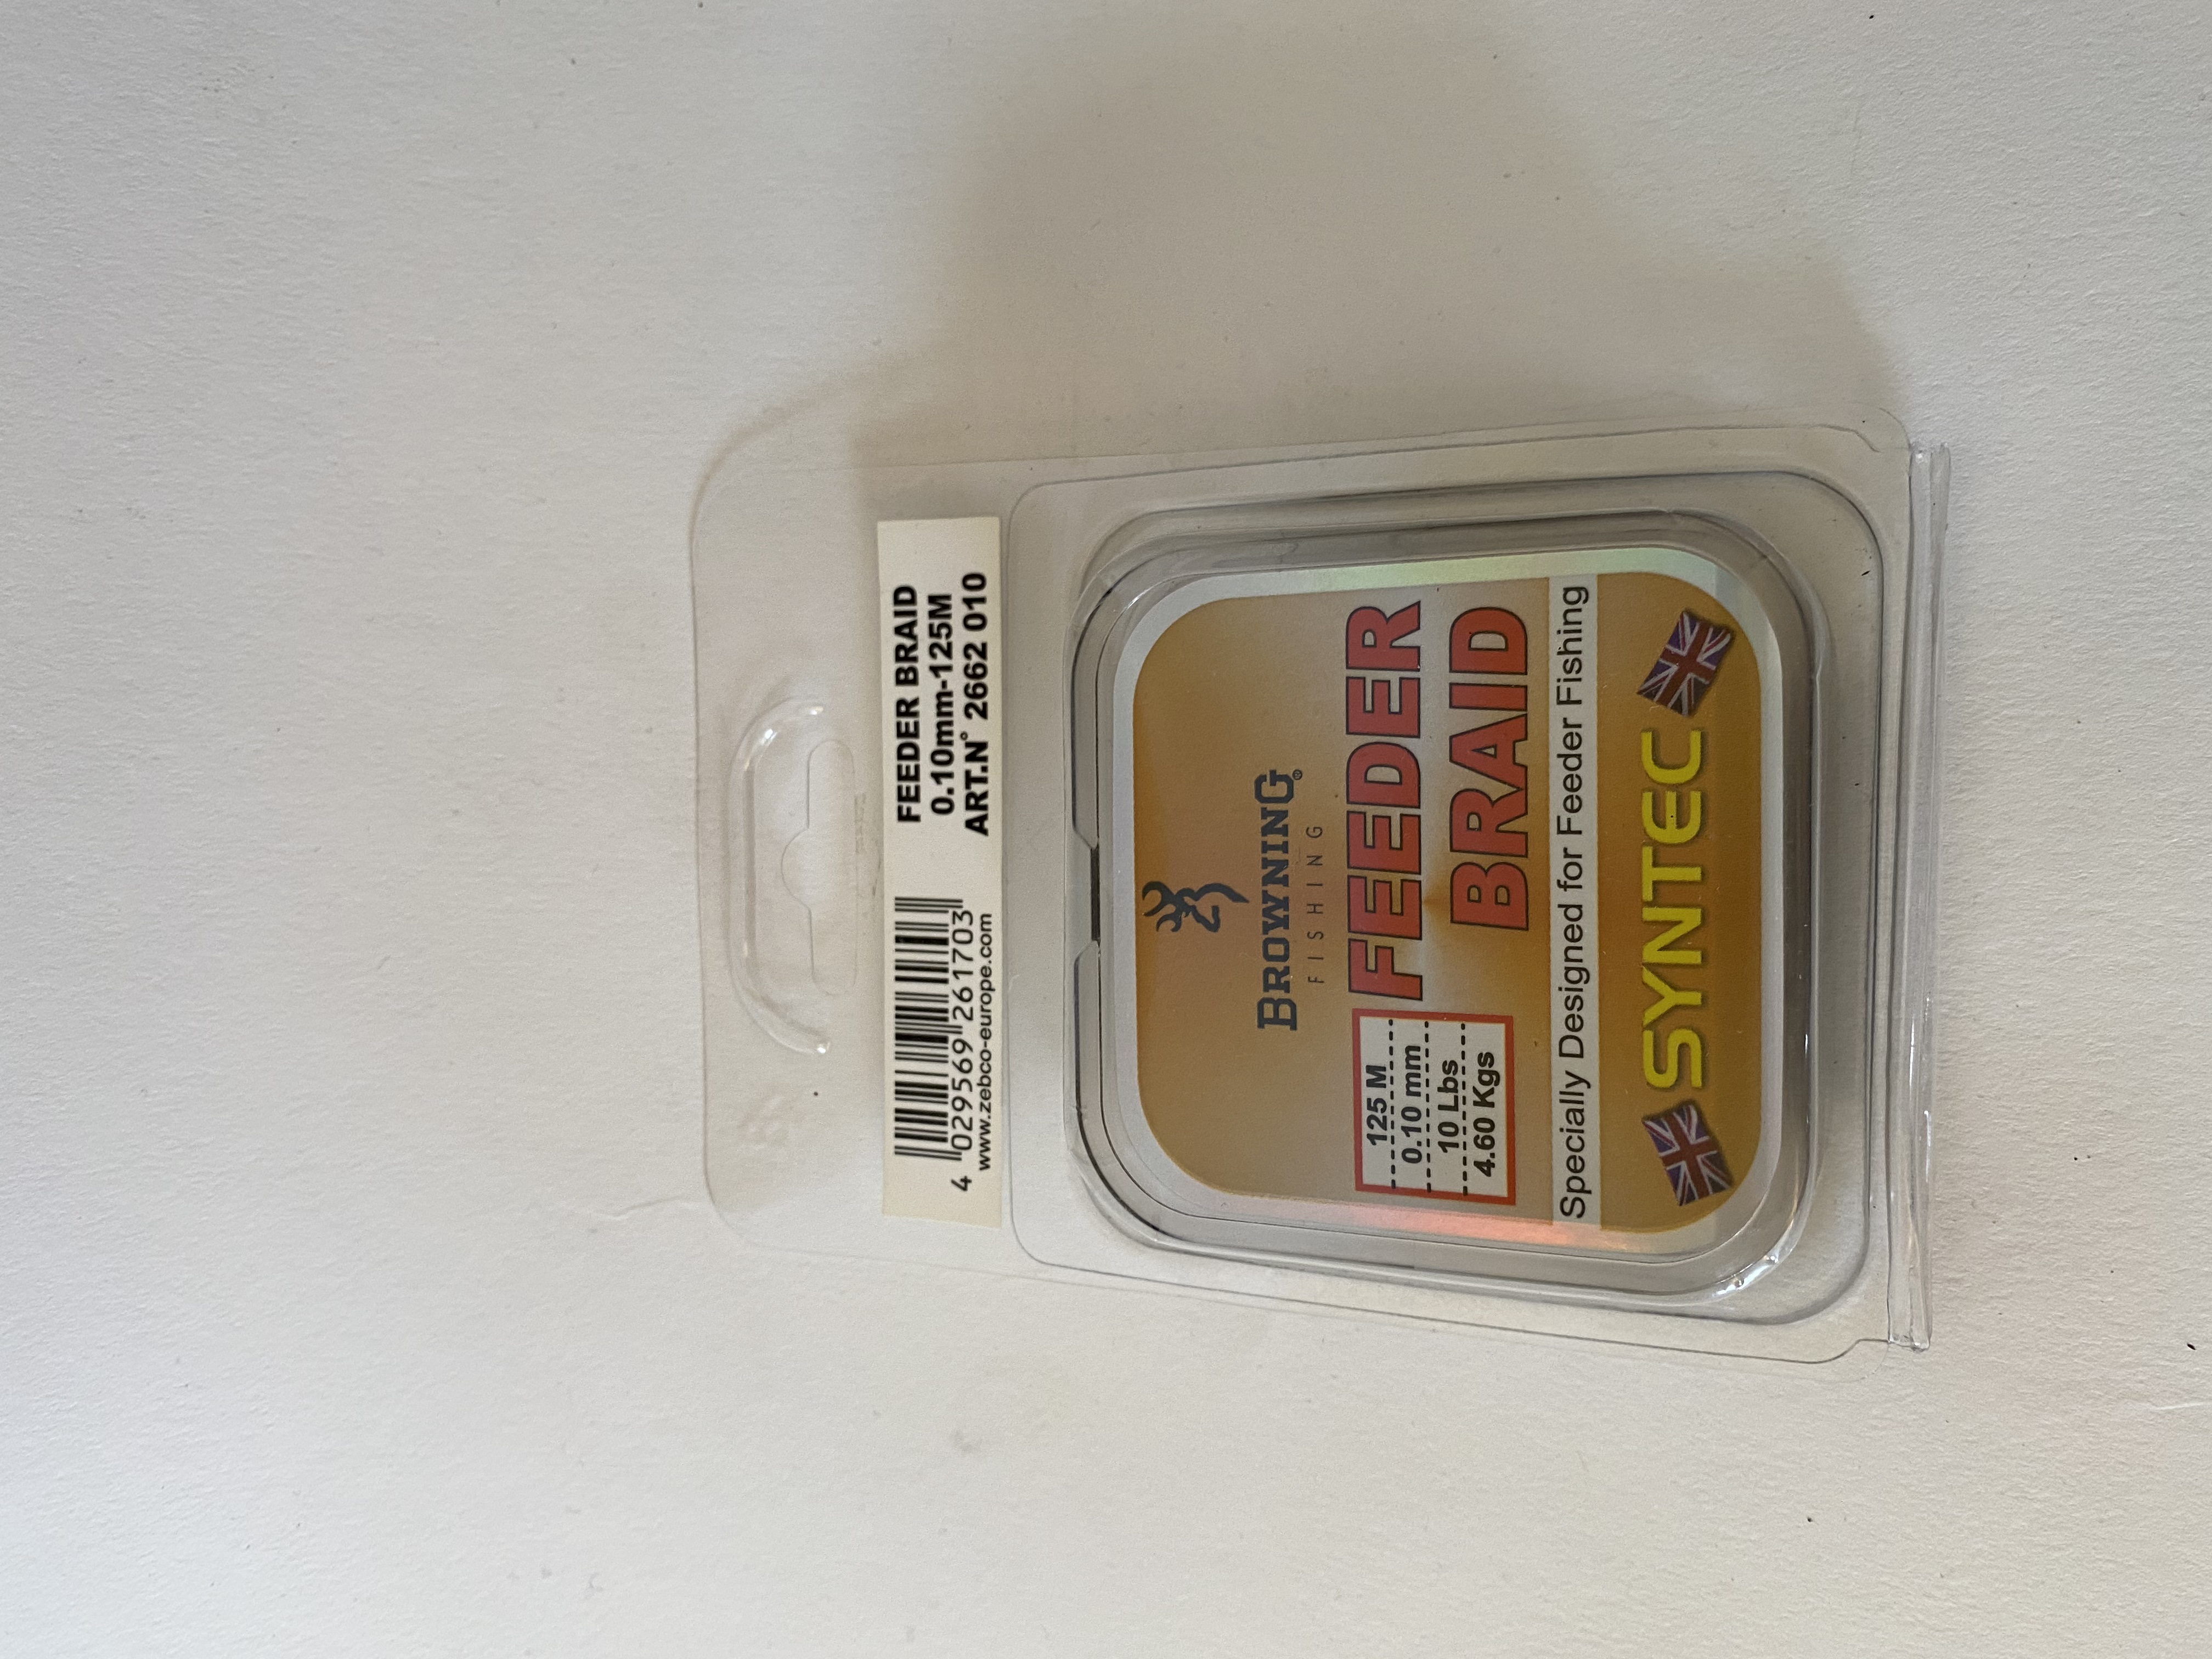 FEEDER BRAID
0.10mm-125M
ART.N° 2662 010
4 029569 261703
www.zebco-europe.com
BROWNING®
FISHING
FEEDER
BRAID
125 M
0.10 mm
10 Lbs
4.60 Kgs
Specially Designed for Feeder Fishing
SYNTEC